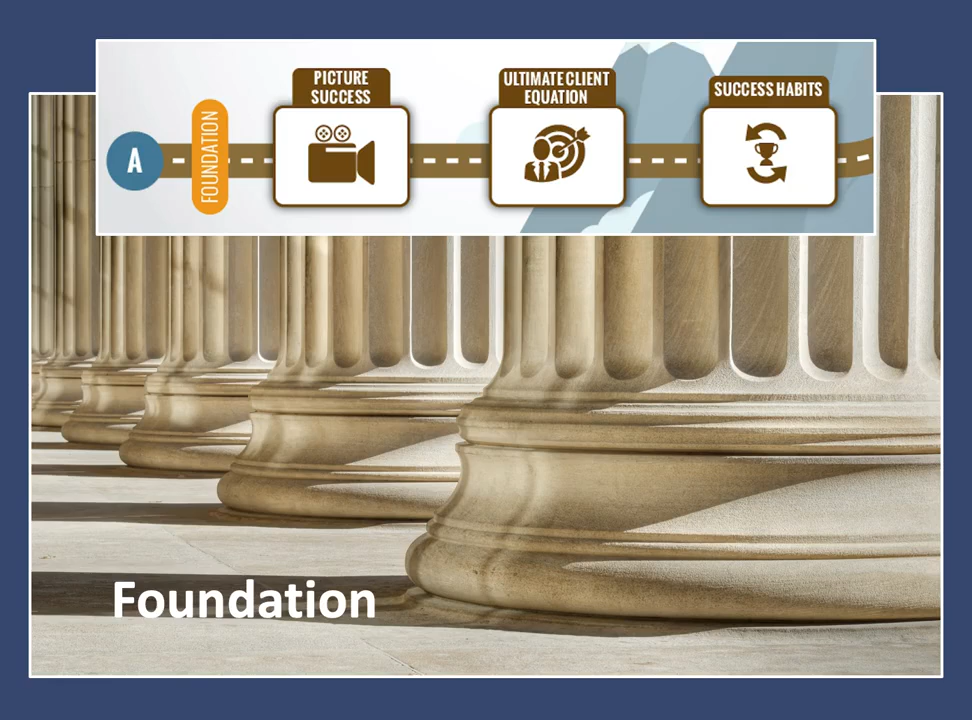 PICTURE
SUCCESS
ULTIMATE CLIENT
EQUATION
SUCCESS HABITS
A
FOUNDATION
Foundation